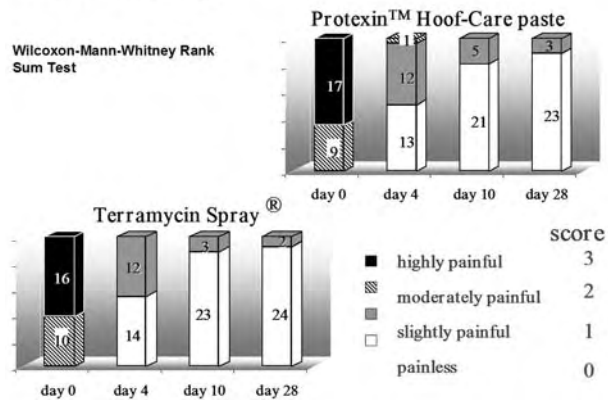 Protexin™ Hoof-Care paste
Wilcoxon-Mann-Whitney Rank
Sum Test
17
9
1
12
13
5
21
3
23
day 0 day 4 day 10 day 28
Terramycin Spray ®
16
10
12
14
3
23
2
24
day 0 day 4 day 10 day 28
score
highly painful 3
moderately painful 2
slightly painful 1
painless 0